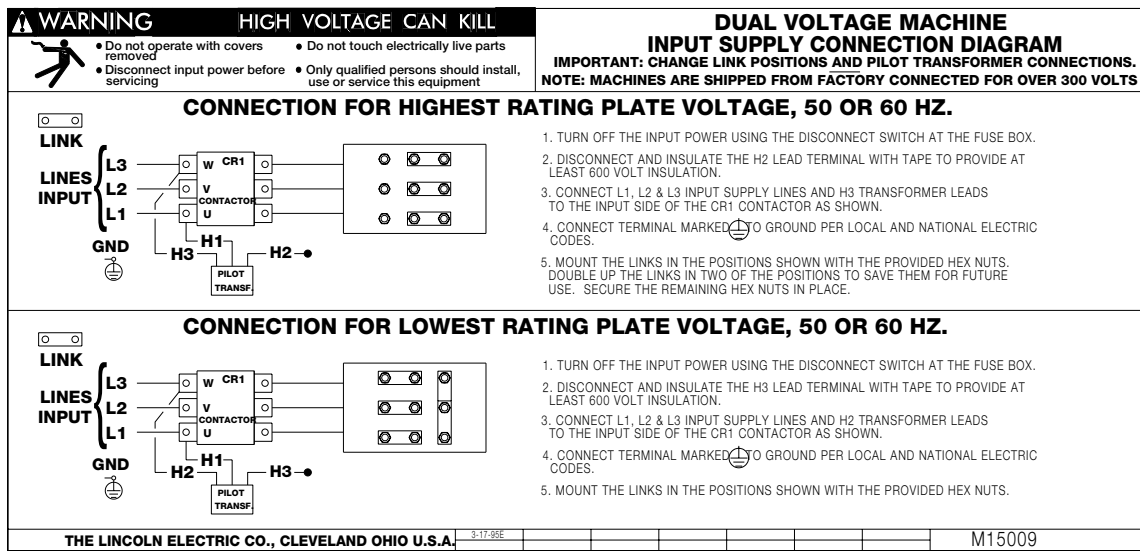 WARNING
HIGH VOLTAGE CAN KILL
● Do not operate with covers
removed
● Disconnect input power before
servicing
● Do not touch electrically live parts
● Only qualified persons should install,
use or service this equipment
DUAL VOLTAGE MACHINE
INPUT SUPPLY CONNECTION DIAGRAM
IMPORTANT: CHANGE LINK POSITIONS AND PILOT TRANSFORMER CONNECTIONS.
NOTE: MACHINES ARE SHIPPED FROM FACTORY CONNECTED FOR OVER 300 VOLTS
CONNECTION FOR HIGHEST RATING PLATE VOLTAGE, 50 OR 60 HZ.
LINK
LINES
INPUT
L3
L2
L1
GND
W CR1
V
CONTACTOR
U
H1
H3
H2
PILOT
TRANSF.
1. TURN OFF THE INPUT POWER USING THE DISCONNECT SWITCH AT THE FUSE BOX.
2. DISCONNECT AND INSULATE THE H2 LEAD TERMINAL WITH TAPE TO PROVIDE AT
LEAST 600 VOLT INSULATION.
3. CONNECT L1, L2 & L3 INPUT SUPPLY LINES AND H3 TRANSFORMER LEADS
TO THE INPUT SIDE OF THE CR1 CONTACTOR AS SHOWN.
4. CONNECT TERMINAL MARKED TO GROUND PER LOCAL AND NATIONAL ELECTRIC
CODES.
5. MOUNT THE LINKS IN THE POSITIONS SHOWN WITH THE PROVIDED HEX NUTS.
DOUBLE UP THE LINKS IN TWO OF THE POSITIONS TO SAVE THEM FOR FUTURE
USE. SECURE THE REMAINING HEX NUTS IN PLACE.
CONNECTION FOR LOWEST RATING PLATE VOLTAGE, 50 OR 60 HZ.
LINK
LINES
INPUT
L3
L2
L1
GND
W CR1
V
CONTACTOR
U
H1
H2
H3
PILOT
TRANSF.
1. TURN OFF THE INPUT POWER USING THE DISCONNECT SWITCH AT THE FUSE BOX.
2. DISCONNECT AND INSULATE THE H3 LEAD TERMINAL WITH TAPE TO PROVIDE AT
LEAST 600 VOLT INSULATION.
3. CONNECT L1, L2 & L3 INPUT SUPPLY LINES AND H2 TRANSFORMER LEADS
TO THE INPUT SIDE OF THE CR1 CONTACTOR AS SHOWN.
4. CONNECT TERMINAL MARKED TO GROUND PER LOCAL AND NATIONAL ELECTRIC
CODES.
5. MOUNT THE LINKS IN THE POSITIONS SHOWN WITH THE PROVIDED HEX NUTS.
THE LINCOLN ELECTRIC CO., CLEVELAND OHIO U.S.A.
3-17-95E
M15009